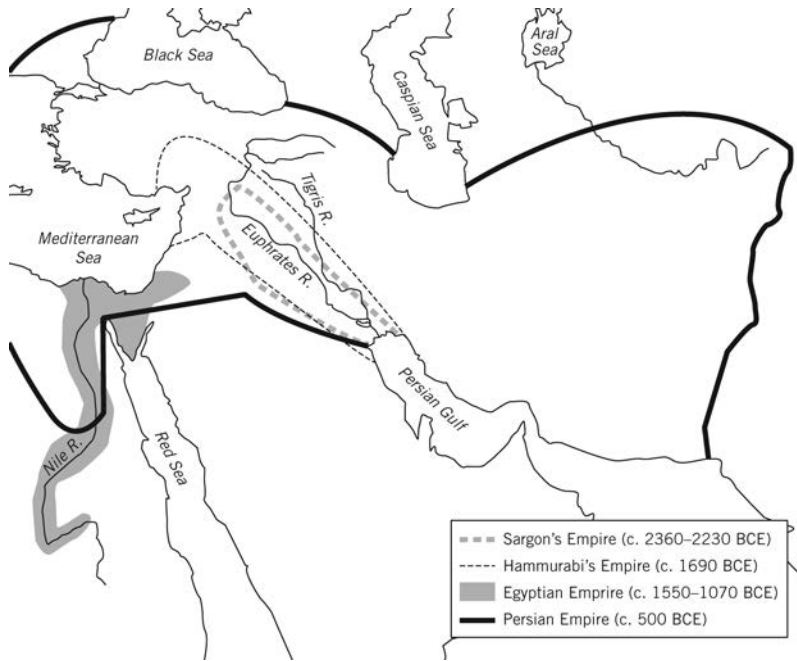 Black Sea
Aral
Sea
Caspian Sea
Tigris R.
Mediterranean
Sea
Euphrates R.
Persian Gulf
Nile R.
Red Sea
Sargon's Empire (c. 2360–2230 BCE)
Hammurabi's Empire (c. 1690 BCE)
Egyptian Empire (c. 1550–1070 BCE)
Persian Empire (c. 500 BCE)